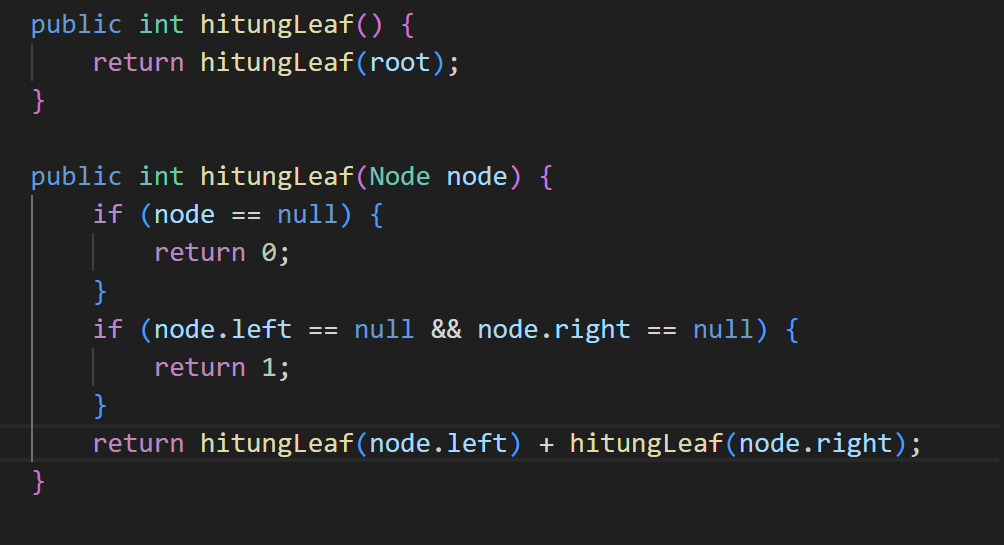 public int hitungLeaf() {
    return hitungLeaf(root);
}

public int hitungLeaf(Node node) {
    if (node == null) {
        return 0;
    }
    if (node.left == null && node.right == null) {
        return 1;
    }
    return hitungLeaf(node.left) + hitungLeaf(node.right);
}